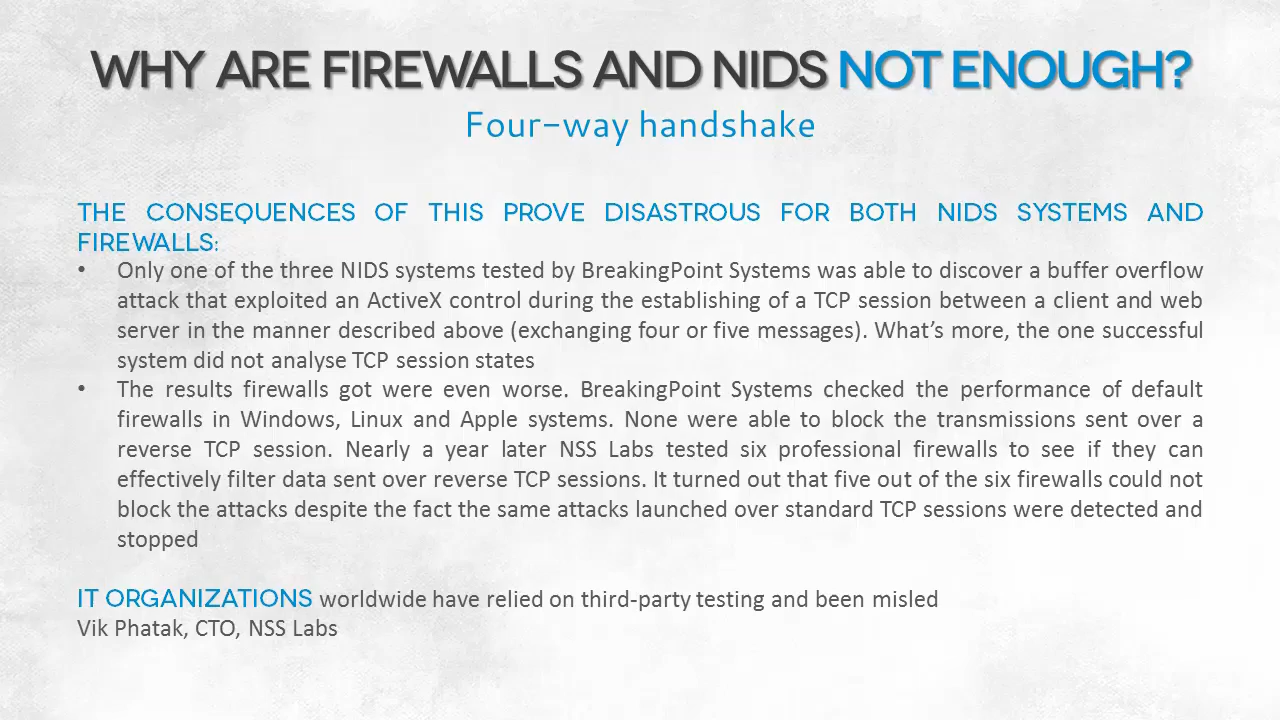 WHY ARE FIREWALLS AND NIDS NOT ENOUGH?
Four-way handshake
THE CONSEQUENCES OF THIS PROVE DISASTROUS FOR BOTH NIDS SYSTEMS AND
FIREWALLS:
• Only one of the three NIDS systems tested by BreakingPoint Systems was able to discover a buffer overflow
attack that exploited an ActiveX control during the establishing of a TCP session between a client and web
server in the manner described above (exchanging four or five messages). What's more, the one successful
system did not analyse TCP session states
• The results firewalls got were even worse. BreakingPoint Systems checked the performance of default
firewalls in Windows, Linux and Apple systems. None were able to block the transmissions sent over a
reverse TCP session. Nearly a year later NSS Labs tested six professional firewalls to see if they can
effectively filter data sent over reverse TCP sessions. It turned out that five out of the six firewalls could not
block the attacks despite the fact the same attacks launched over standard TCP sessions were detected and
stopped
IT ORGANIZATIONS worldwide have relied on third-party testing and been misled
Vik Phatak, CTO, NSS Labs